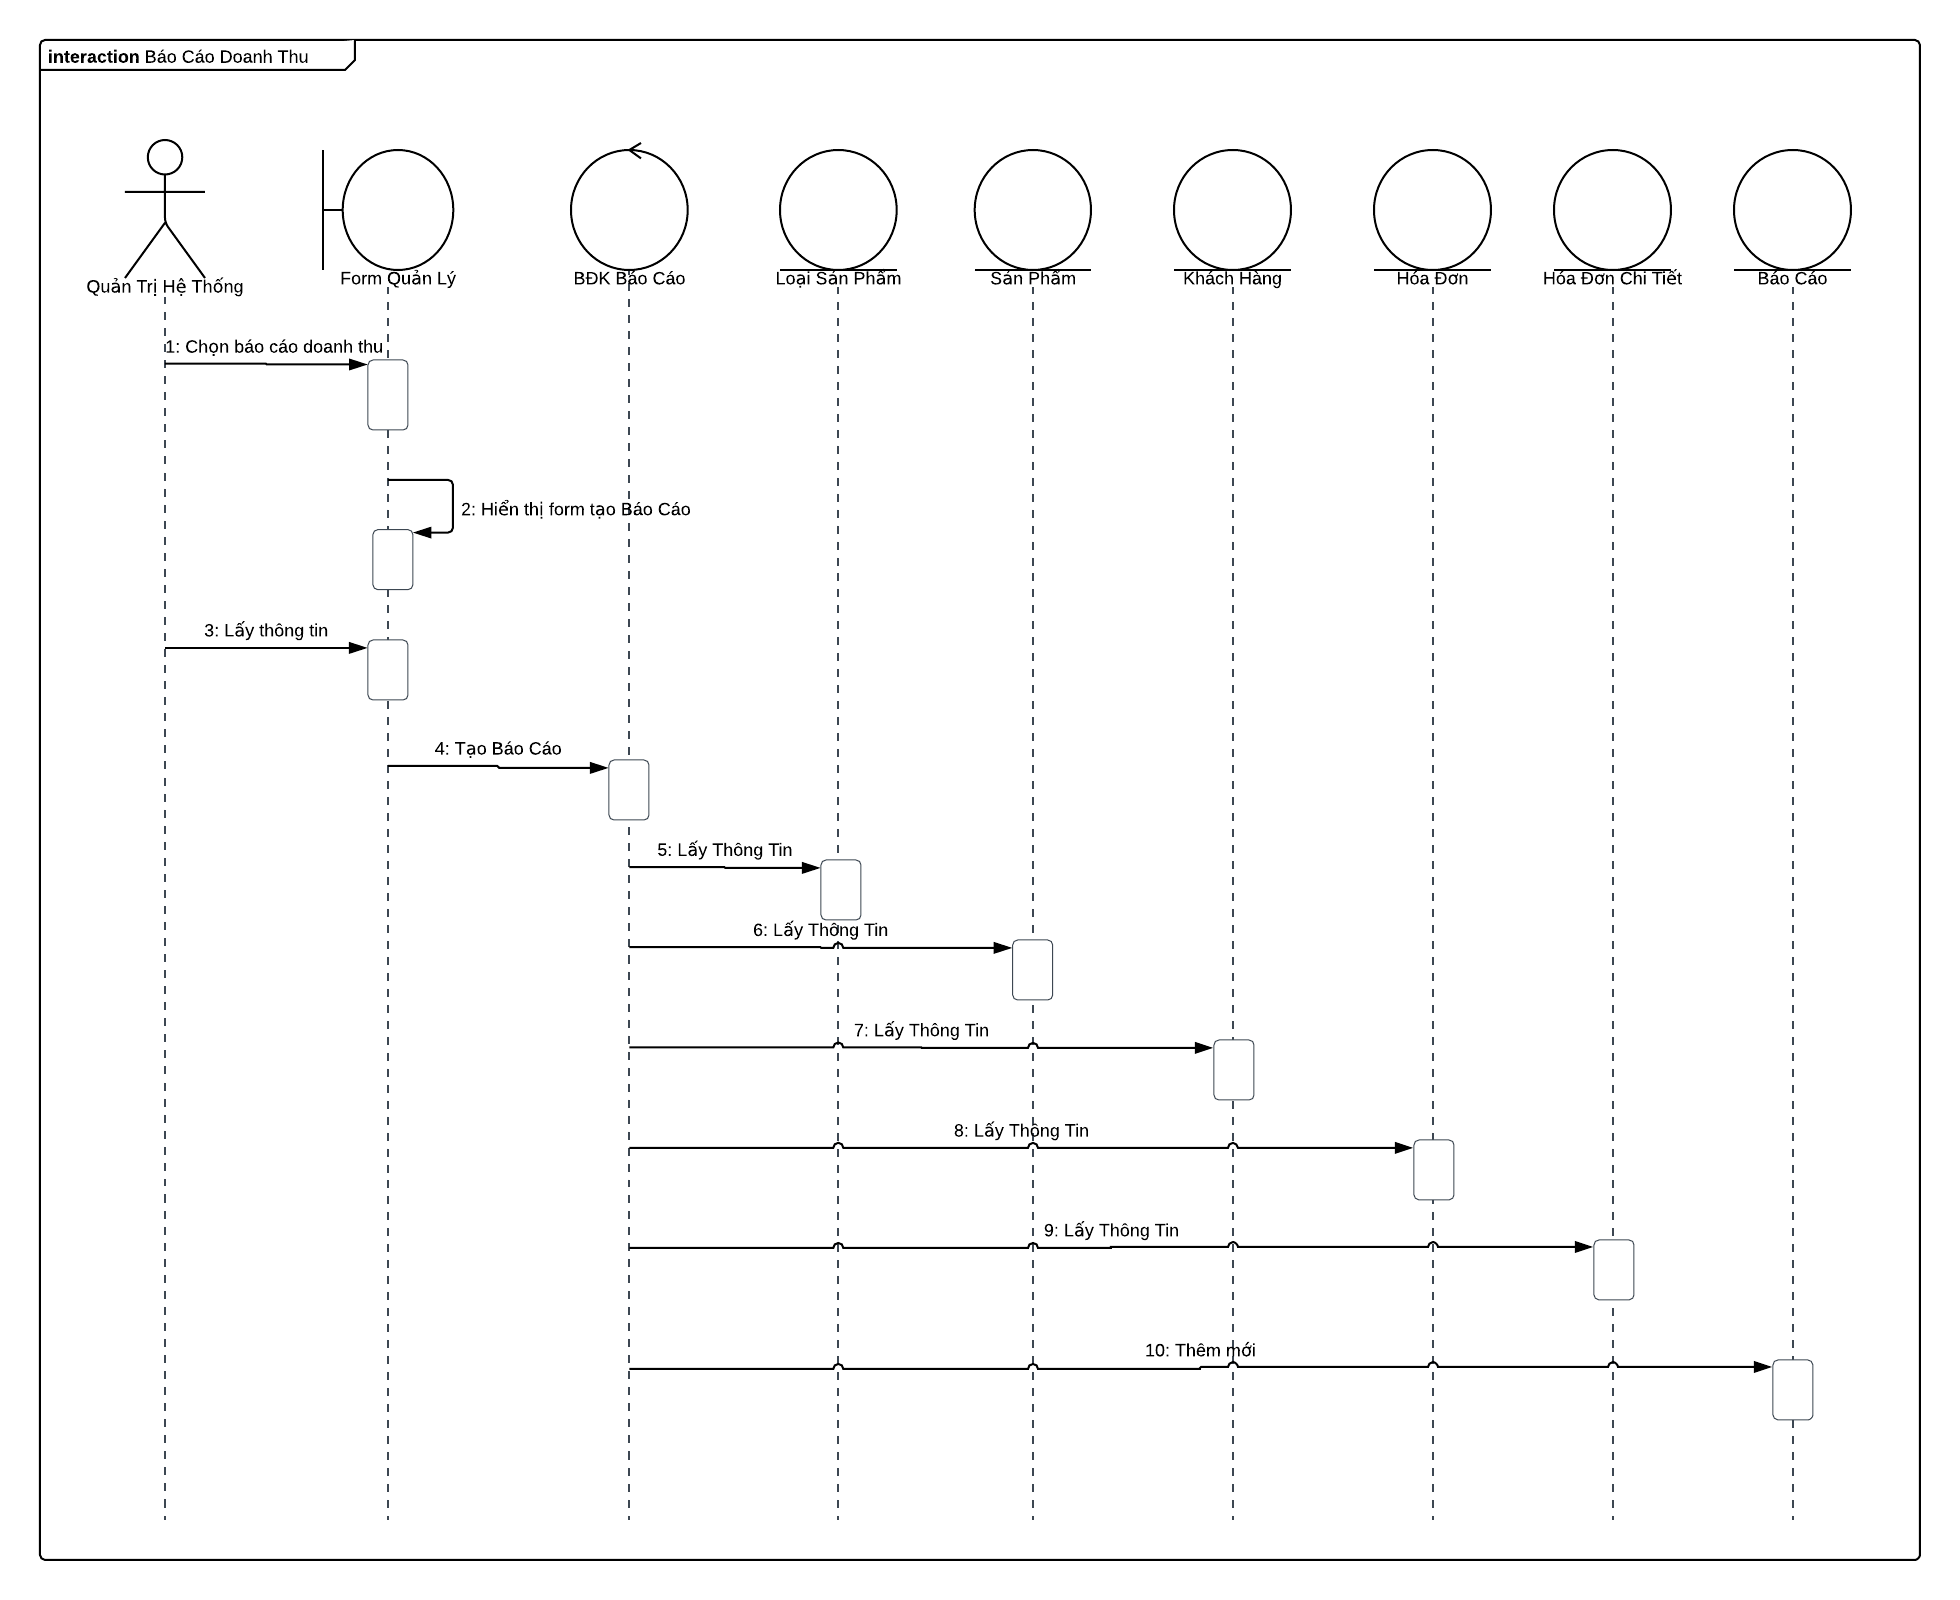 interaction Báo Cáo Doanh Thu
Quản Trị Hệ Thống
Form Quản Lý
BĐK Báo Cáo
Loại Sản Phẩm
Sản Phẩm
Khách Hàng
Hóa Đơn
Hóa Đơn Chi Tiết
Báo Cáo
1: Chọn báo cáo doanh thu
2: Hiển thị form tạo Báo Cáo
3: Lấy thông tin
4: Tạo Báo Cáo
5: Lấy Thông Tin
6: Lấy Thông Tin
7: Lấy Thông Tin
8: Lấy Thông Tin
9: Lấy Thông Tin
10: Thêm mới